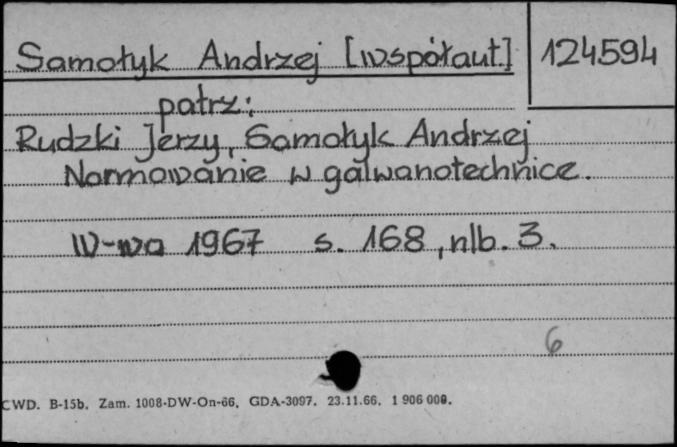 Samołyk Andrzej [współaut.]
124594
patrz:
Rudzki Jerzy, Samołyk Andrzej
Normowanie w galwanotechnice.
W-wa 1967 s. 168, nlb. 3.
6
CWD. B-15b. Zam. 1008-DW-On-66. GDA-3097. 23.11.66. 1 906 000.